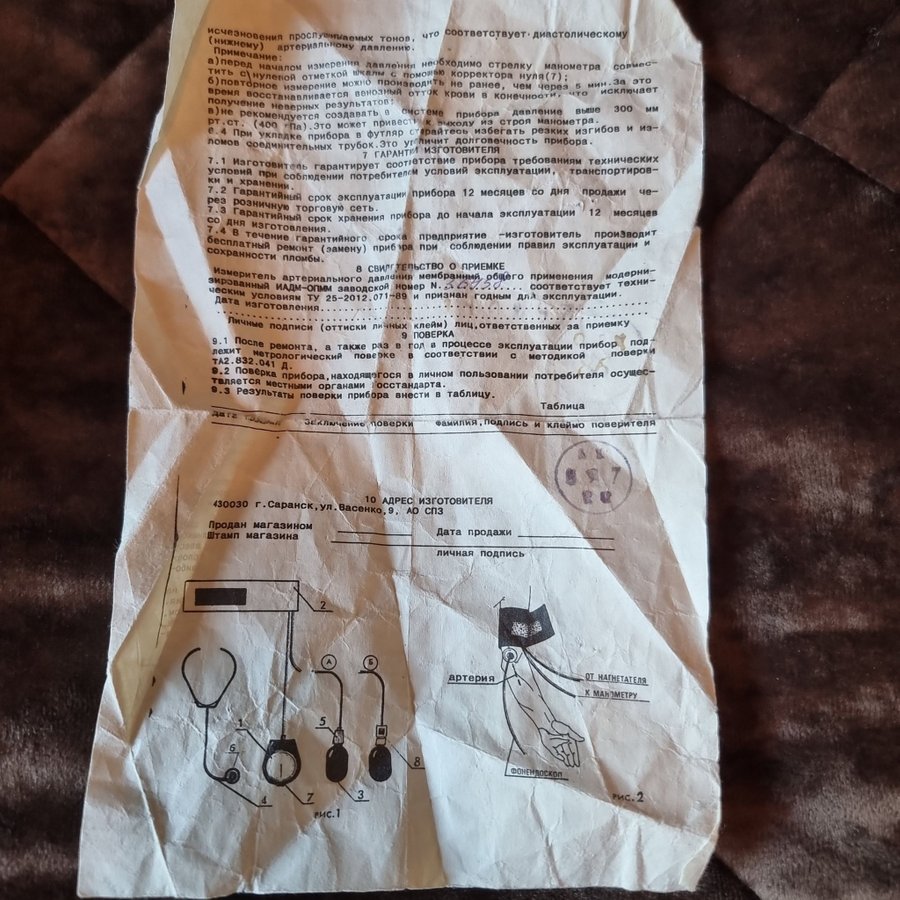 исчезновения прослушиваемых тонов, что соответствует диастолическому
(нижнему) артериальному давлению.
Примечание:
а)перед началом измерения давления необходимо стрелку манометра совмес-
тить с нулевой отметкой шкалы с помощью корректора нуля(7);
б)повторное измерение можно производить не ранее, чем через 5 мин.За это
время восстанавливается венозный отток крови в конечности, что исключает
получение неверных результатов;
в)не рекомендуется создавать в системе прибора давление выше 300 мм
рт.ст. (400 гПа).Это может привести к выходу из строя манометра.
6.4 При укладке прибора в футляр старайтесь избегать резких изгибов и из-
ломов соединительных трубок.Это увеличит долговечность прибора.
7 ГАРАНТИИ ИЗГОТОВИТЕЛЯ
7.1 Изготовитель гарантирует соответствие прибора требованиям технических
условий при соблюдении потребителем условий эксплуатации, транспортиров-
ки и хранения.
7.2 Гарантийный срок эксплуатации прибора 12 месяцев со дня продажи че-
рез розничную торговую сеть.
7.3 Гарантийный срок хранения прибора до начала эксплуатации 12 месяцев
со дня изготовления.
7.4 В течение гарантийного срока предприятие -изготовитель производит
бесплатный ремонт (замену) прибора при соблюдении правил эксплуатации и
сохранности пломбы.
8 СВИДЕТЕЛЬСТВО О ПРИЕМКЕ
Измеритель артериального давления мембранный общего применения модерни-
зированный ИАДМ-ОПММ заводской номер N. соответствует техни-
ческим условиям ТУ 25-2012.071-89 и признан годным для эксплуатации.
Дата изготовления
Личные подписи (оттиски личных клейм) лиц,ответственных за приемку
9 ПОВЕРКА
9.1 После ремонта, а также раз в год в процессе эксплуатации прибор под-
лежит метрологический поверке в соответствии с методикой поверки
ТА2.832.041 Д.
9.2 Поверка прибора,находящегося в личном пользовании потребителя осущес-
твляется местными органами осстандарта.
9.3 Результаты поверки прибора внести в таблицу.
Таблица
Дата Заключение поверки Фамилия,подпись и клеймо поверителя
10 АДРЕС ИЗГОТОВИТЕЛЯ
430030 г.Саранск,ул.Васенко,9, АО СПЗ
Продан магазином Дата продажи
Штамп магазина
личная подпись
2
А Б
артерия
ОТ НАГНЕТАТЕЛЯ
К МАНОМЕТРУ
1 5
6 8
ФОНЕНДОСКОП
4 7 3
РИС.1
РИС.2